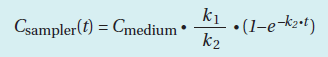 Csampler(t) = Cmedium • k1/k2 • (1–e–k2•t)